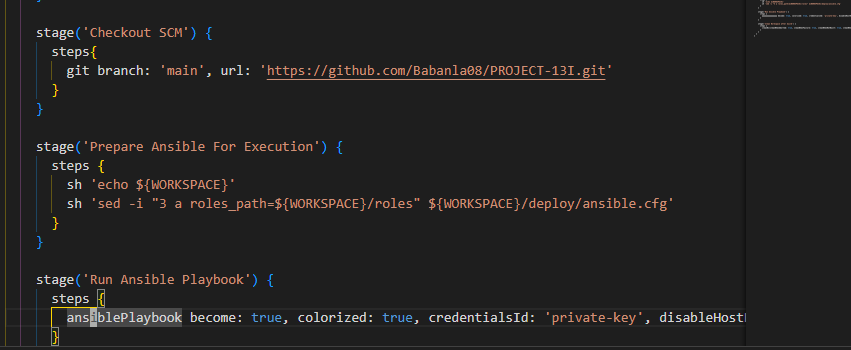 stage('Checkout SCM') {
steps{
git branch: 'main', url: 'https://github.com/Babanla08/PROJECT-13I.git'
}
}
stage('Prepare Ansible For Execution') {
steps {
sh 'echo ${WORKSPACE}'
sh 'sed -i "3 a roles_path=${WORKSPACE}/roles" ${WORKSPACE}/deploy/ansible.cfg'
}
}
stage('Run Ansible Playbook') {
steps {
ansiblePlaybook become: true, colorized: true, credentialsId: 'private-key', disableHost
}